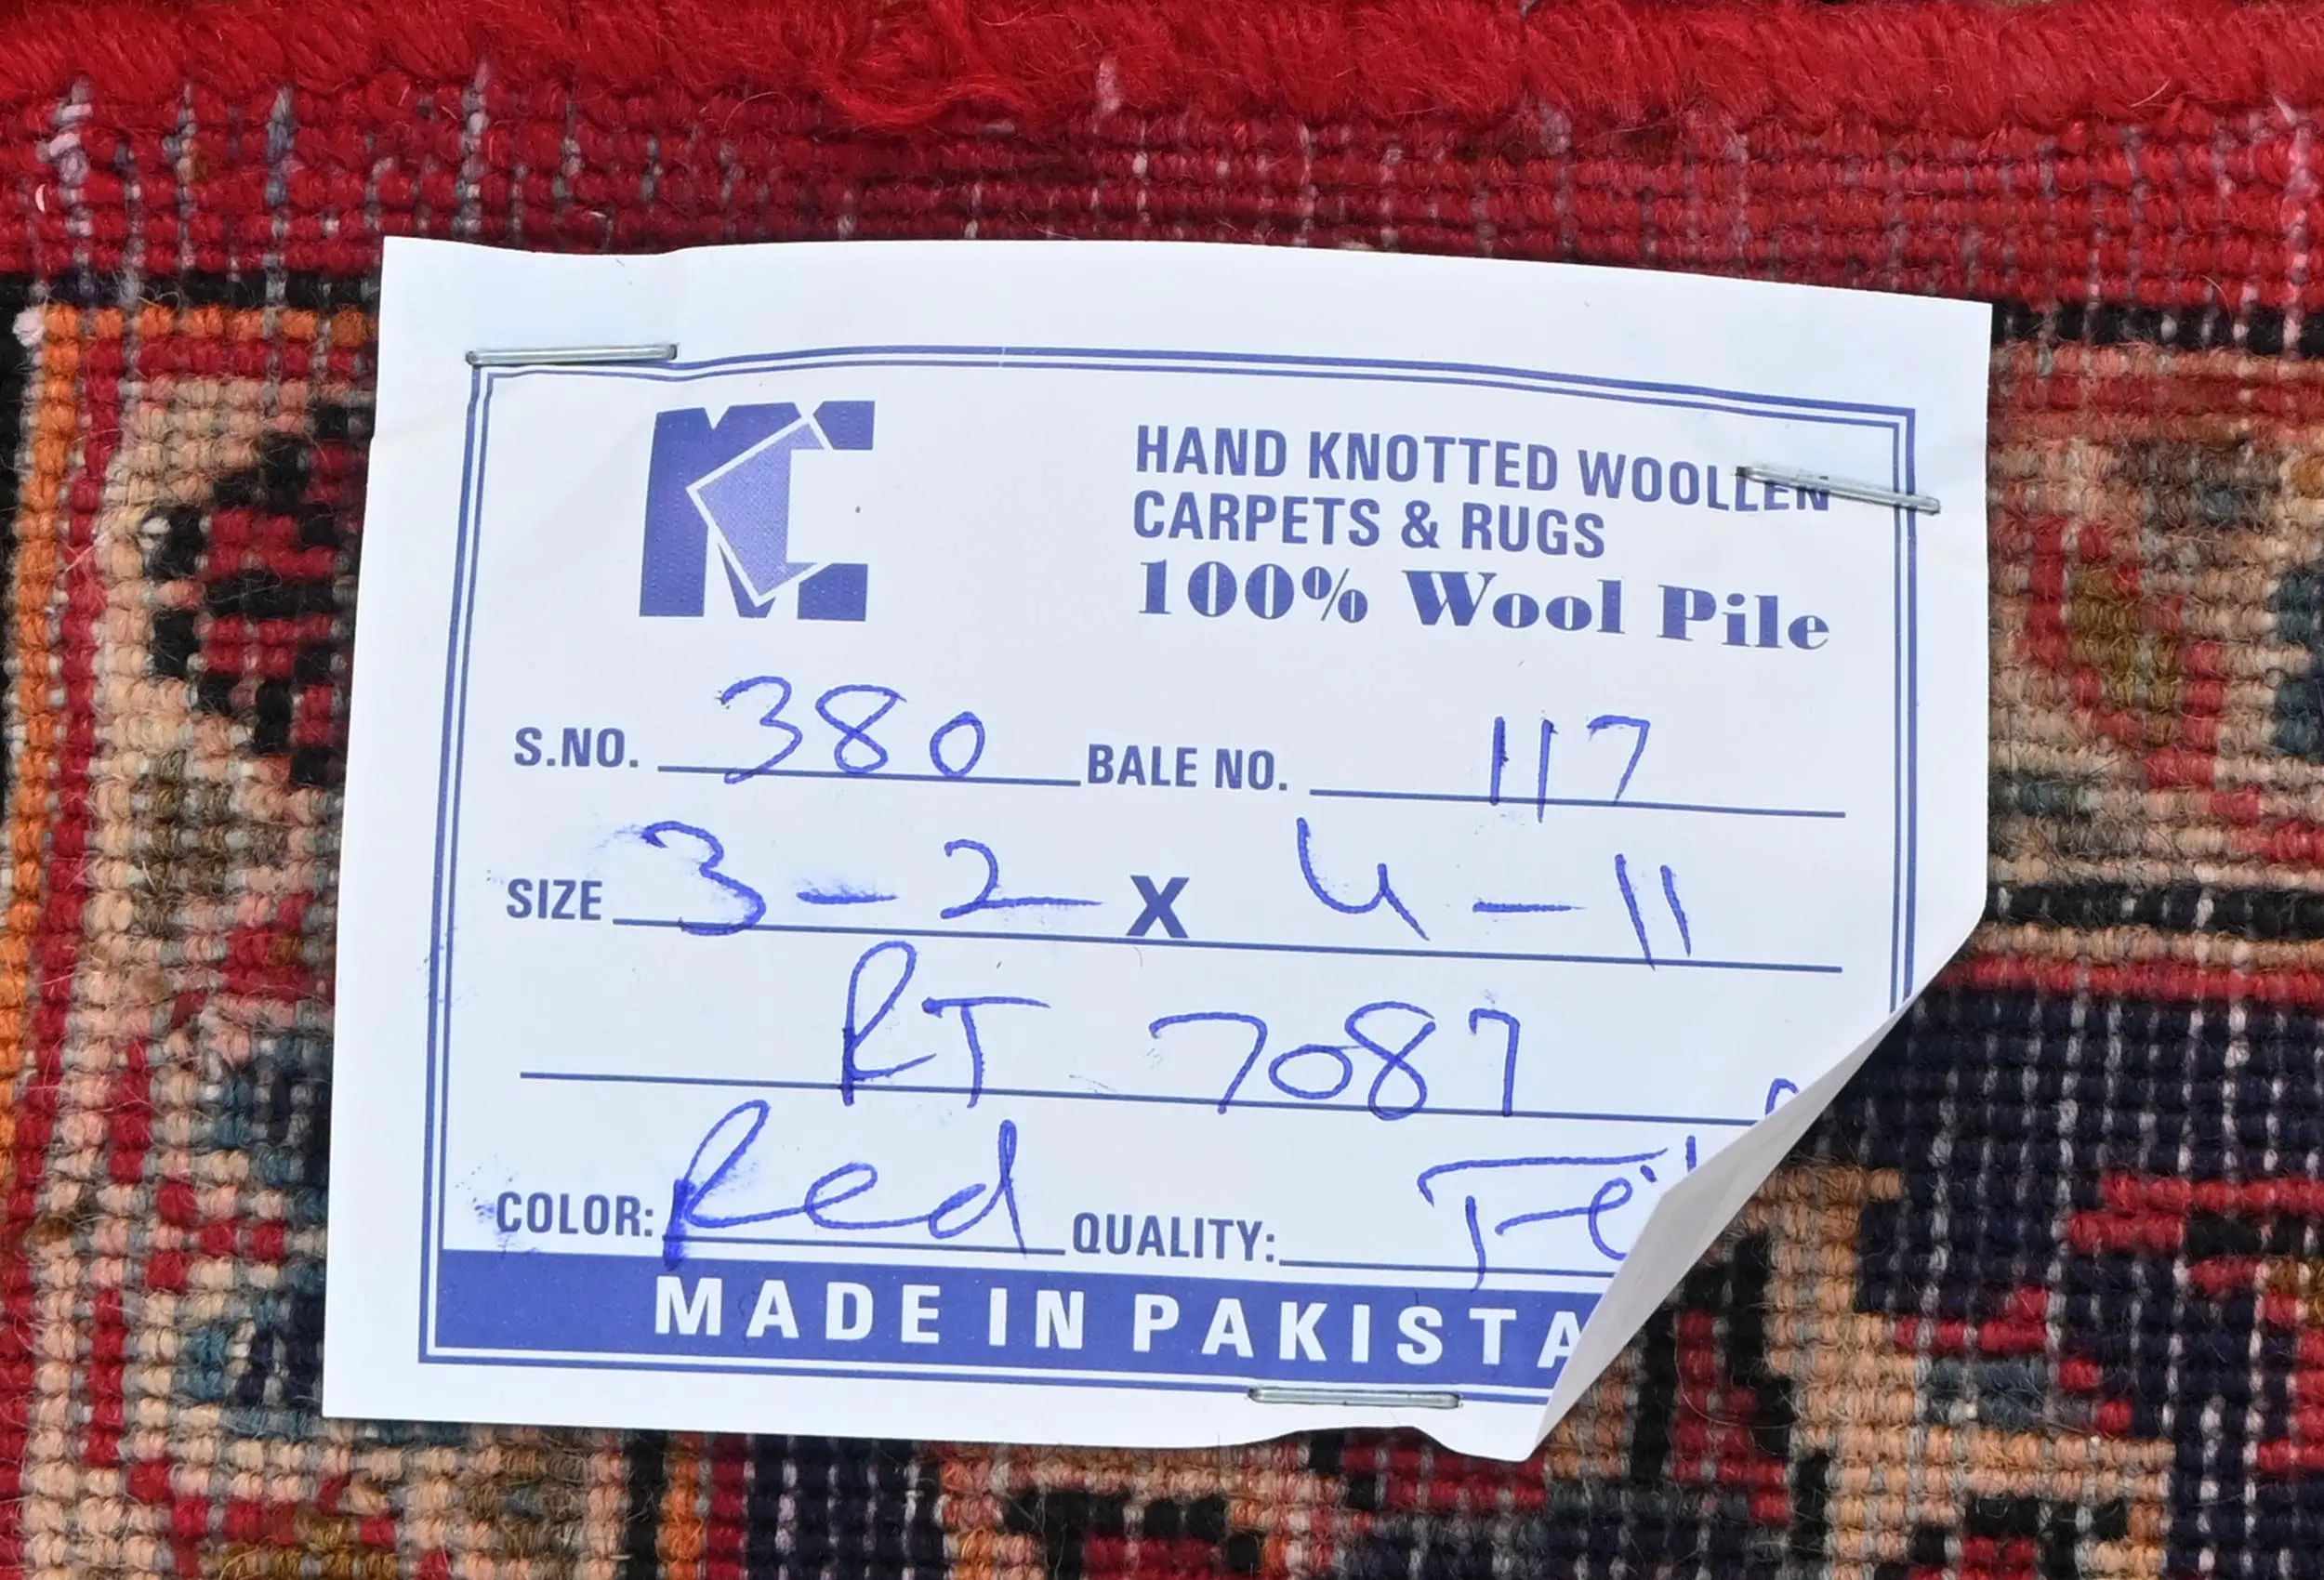 MC
HAND KNOTTED WOOLLEN
CARPETS & RUGS
100% Wool Pile
S.NO. 380 BALE NO. 117
SIZE 3-2 X 4-11
RT 7087
COLOR: Red QUALITY:
MADE IN PAKISTA